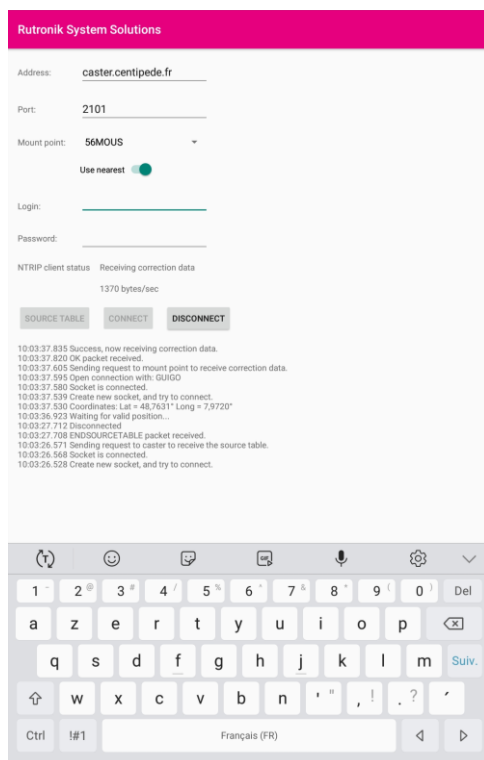 Rutronik System Solutions
Address: caster.centipede.fr
Port: 2101
Mount point: 56MOUS
Use nearest
Login:
Password:
NTRIP client status Receiving correction data
1370 bytes/sec
SOURCE TABLE CONNECT DISCONNECT
10:03:37.835 Success, now receiving correction data.
10:03:37.820 OK packet received.
10:03:37.605 Sending request to mount point to receive correction data.
10:03:37.595 Open connection with: GUIGO
10:03:37.580 Socket is connected.
10:03:37.539 Create new socket, and try to connect.
10:03:37.530 Coordinates: Lat = 48,7631° Long = 7,9720°
10:03:36.923 Waiting for valid position...
10:03:27.712 Disconnected
10:03:27.708 ENDSOURCETABLE packet received.
10:03:26.571 Sending request to caster to receive the source table.
10:03:26.568 Socket is connected.
10:03:26.528 Create new socket, and try to connect.
T GIF
1 - 2 @ 3 # 4 / 5 % 6 ^ 7 & 8 * 9 ( 0 ) Del
a z e r t y u i o p
q s d f g h j k l m Suiv.
w x c v b n ' " , ! . ? ´
Ctrl !#1 Français (FR)